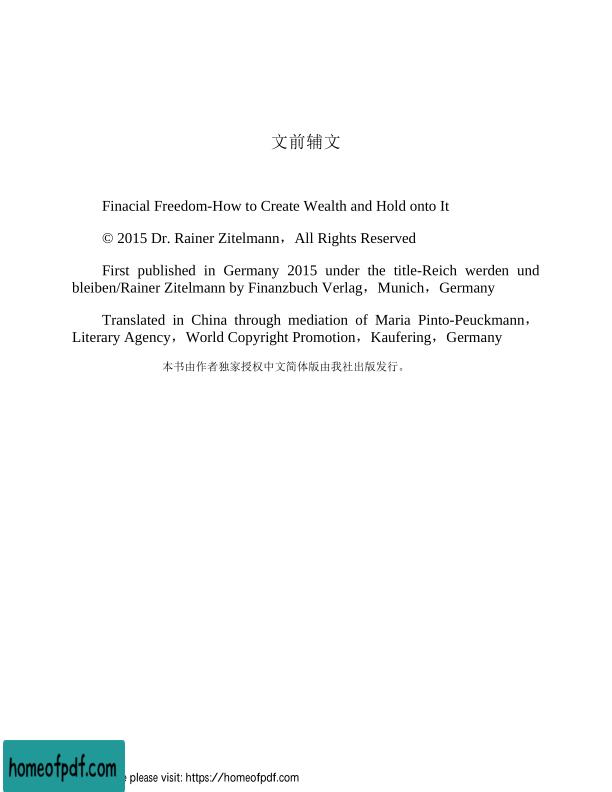 文前辅文
Finacial Freedom-How to Create Wealth and Hold onto It
© 2015 Dr. Rainer Zitelmann，All Rights Reserved
First published in Germany 2015 under the title-Reich werden und
bleiben/Rainer Zitelmann by Finanzbuch Verlag，Munich，Germany
Translated in China through mediation of Maria Pinto-Peuckmann，
Literary Agency，World Copyright Promotion，Kaufering，Germany
本书由作者独家授权中文简体版由我社出版发行。
homeofpdf.com
please visit: https://homeofpdf.com